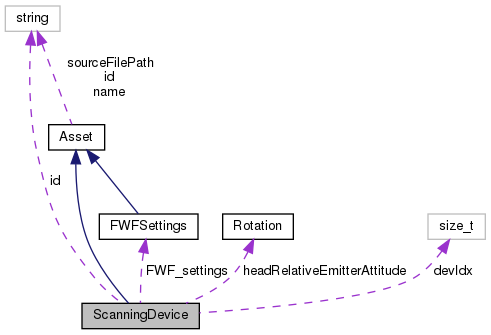 string
sourceFilePath
id
name
Asset
id
FWFSettings
Rotation
size_t
FWF_settings
headRelativeEmitterAttitude
devIdx
ScanningDevice